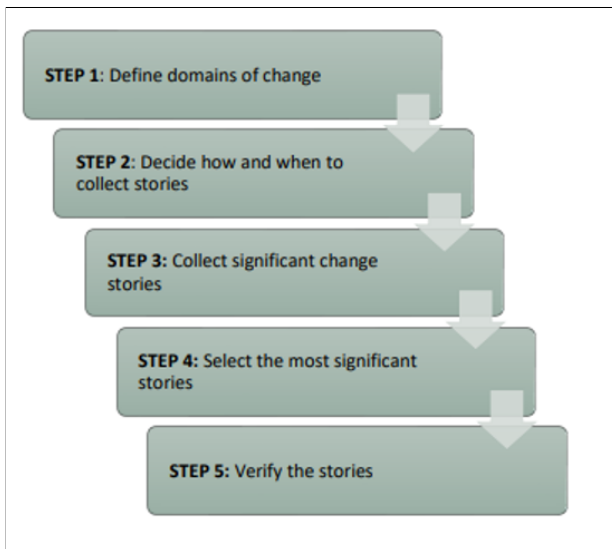 STEP 1: Define domains of change
STEP 2: Decide how and when to
collect stories
STEP 3: Collect significant change
stories
STEP 4: Select the most significant
stories
STEP 5: Verify the stories